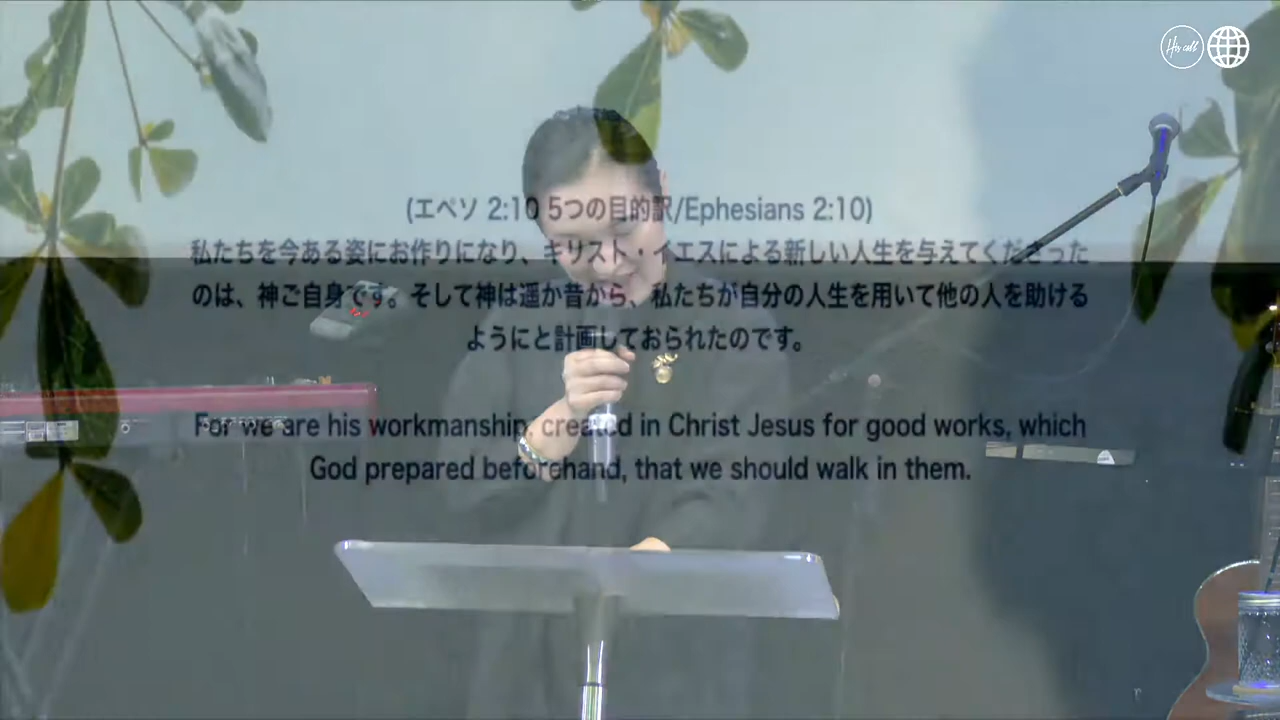 His call
(エペソ 2:10 5つの目的訳/Ephesians 2:10)
私たちを今ある姿にお作りになり、キリスト・イエスによる新しい人生を与えてくださった
のは、神ご自身です。そして神は遥か昔から、私たちが自分の人生を用いて他の人を助ける
ようにと計画しておられたのです。
For we are his workmanship, created in Christ Jesus for good works, which
God prepared beforehand, that we should walk in them.